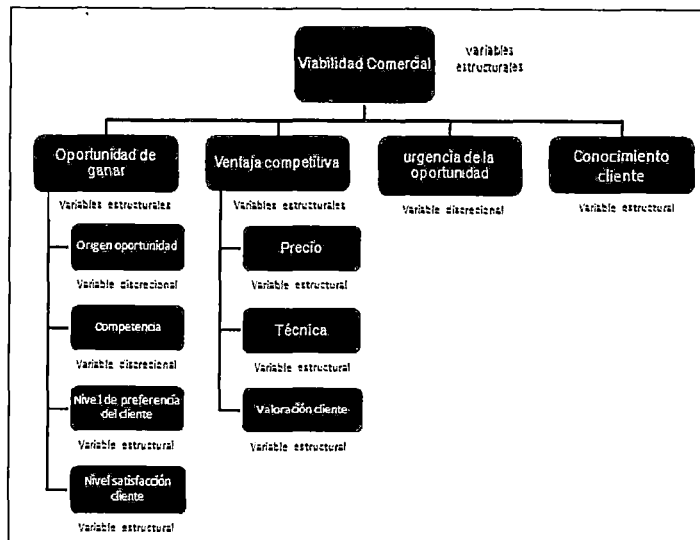 Viabilidad Comercial
variables
estructurales
Oportunidad de
ganar
Variables estructurales
Origen oportunidad
Variable discrecional
Competencia
Variable discrecional
Nivel de preferencia
del cliente
Variable estructural
Nivel satisfacción
cliente
Variable estructural
Ventaja competitiva
Variables estructurales
Precio
Variable estructural
Técnica
Variable estructural
Valoración cliente
Variable estructural
urgencia de la
oportunidad
Variable discrecional
Conocimiento
cliente
Variable estructural